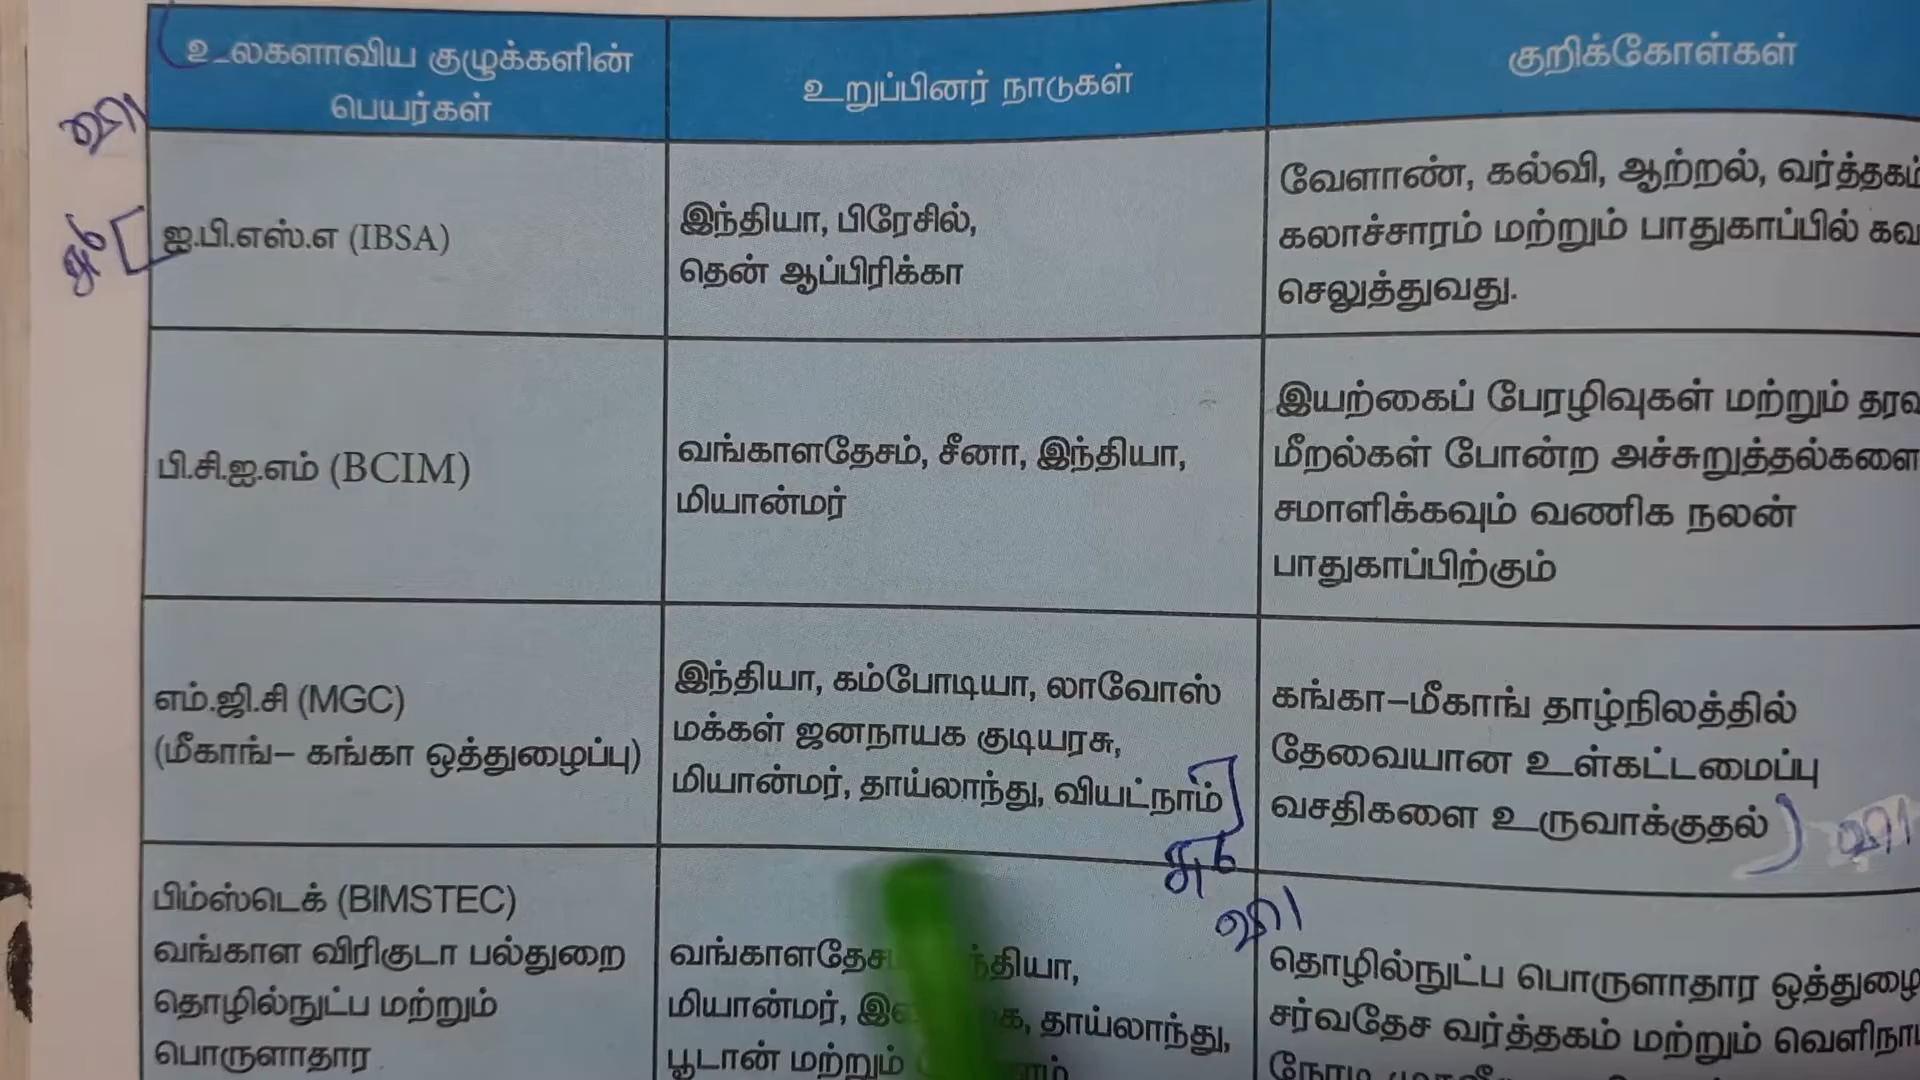 உலகளாவிய குழுக்களின்
பெயர்கள்
உறுப்பினர் நாடுகள்
குறிக்கோள்கள்
ஐ.பி.எஸ்.எ (IBSA)
இந்தியா, பிரேசில்,
தென் ஆப்பிரிக்கா
வேளாண், கல்வி, ஆற்றல், வர்த்தகம்
கலாச்சாரம் மற்றும் பாதுகாப்பில்
செலுத்துவது.
பி.சி.ஐ.எம் (BCIM)
வங்காளதேசம், சீனா, இந்தியா,
மியான்மர்
இயற்கைப் பேரழிவுகள் மற்றும்
மீறல்கள் போன்ற அச்சுறுத்தல்களை
சமாளிக்கவும் வணிக நலன்
பாதுகாப்பிற்கும்
எம்.ஜி.சி (MGC)
(மீகாங்– கங்கா ஒத்துழைப்பு)
இந்தியா, கம்போடியா, லாவோஸ்
மக்கள் ஜனநாயக குடியரசு,
மியான்மர், தாய்லாந்து, வியட்நாம்
கங்கா–மீகாங் தாழ்நிலத்தில்
தேவையான உள்கட்டமைப்பு
வசதிகளை உருவாக்குதல்
பிம்ஸ்டெக் (BIMSTEC)
வங்காள விரிகுடா பல்துறை
தொழில்நுட்ப மற்றும்
பொருளாதார
மியான்மர், தாய்லாந்து,
பூடான் மற்றும்
தொழில்நுட்ப பொருளாதார
சர்வதேச வர்த்தகம் மற்றும்